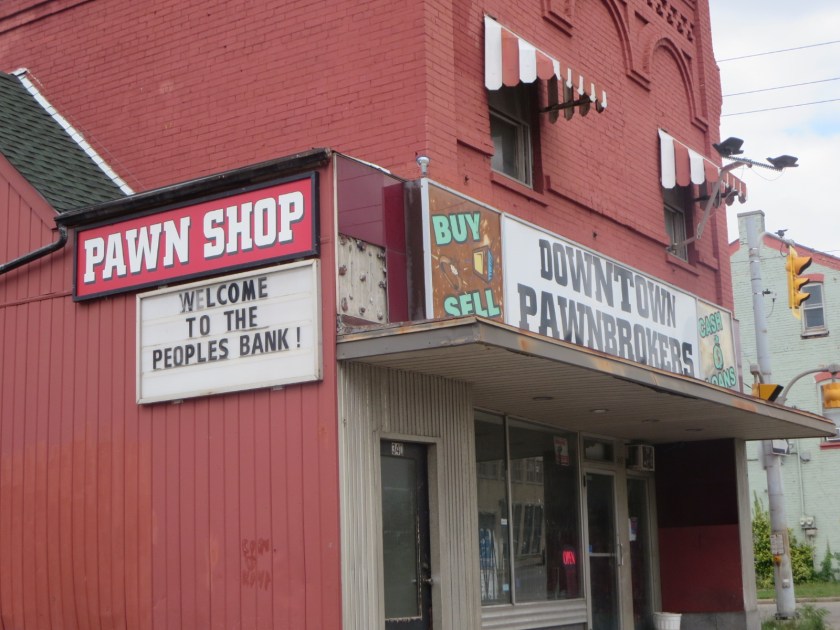 PAWN SHOP
WELCOME
TO THE
PEOPLES BANK!
BUY
SELL
DOWNTOWN
PAWNBROKERS
CASH
LOANS